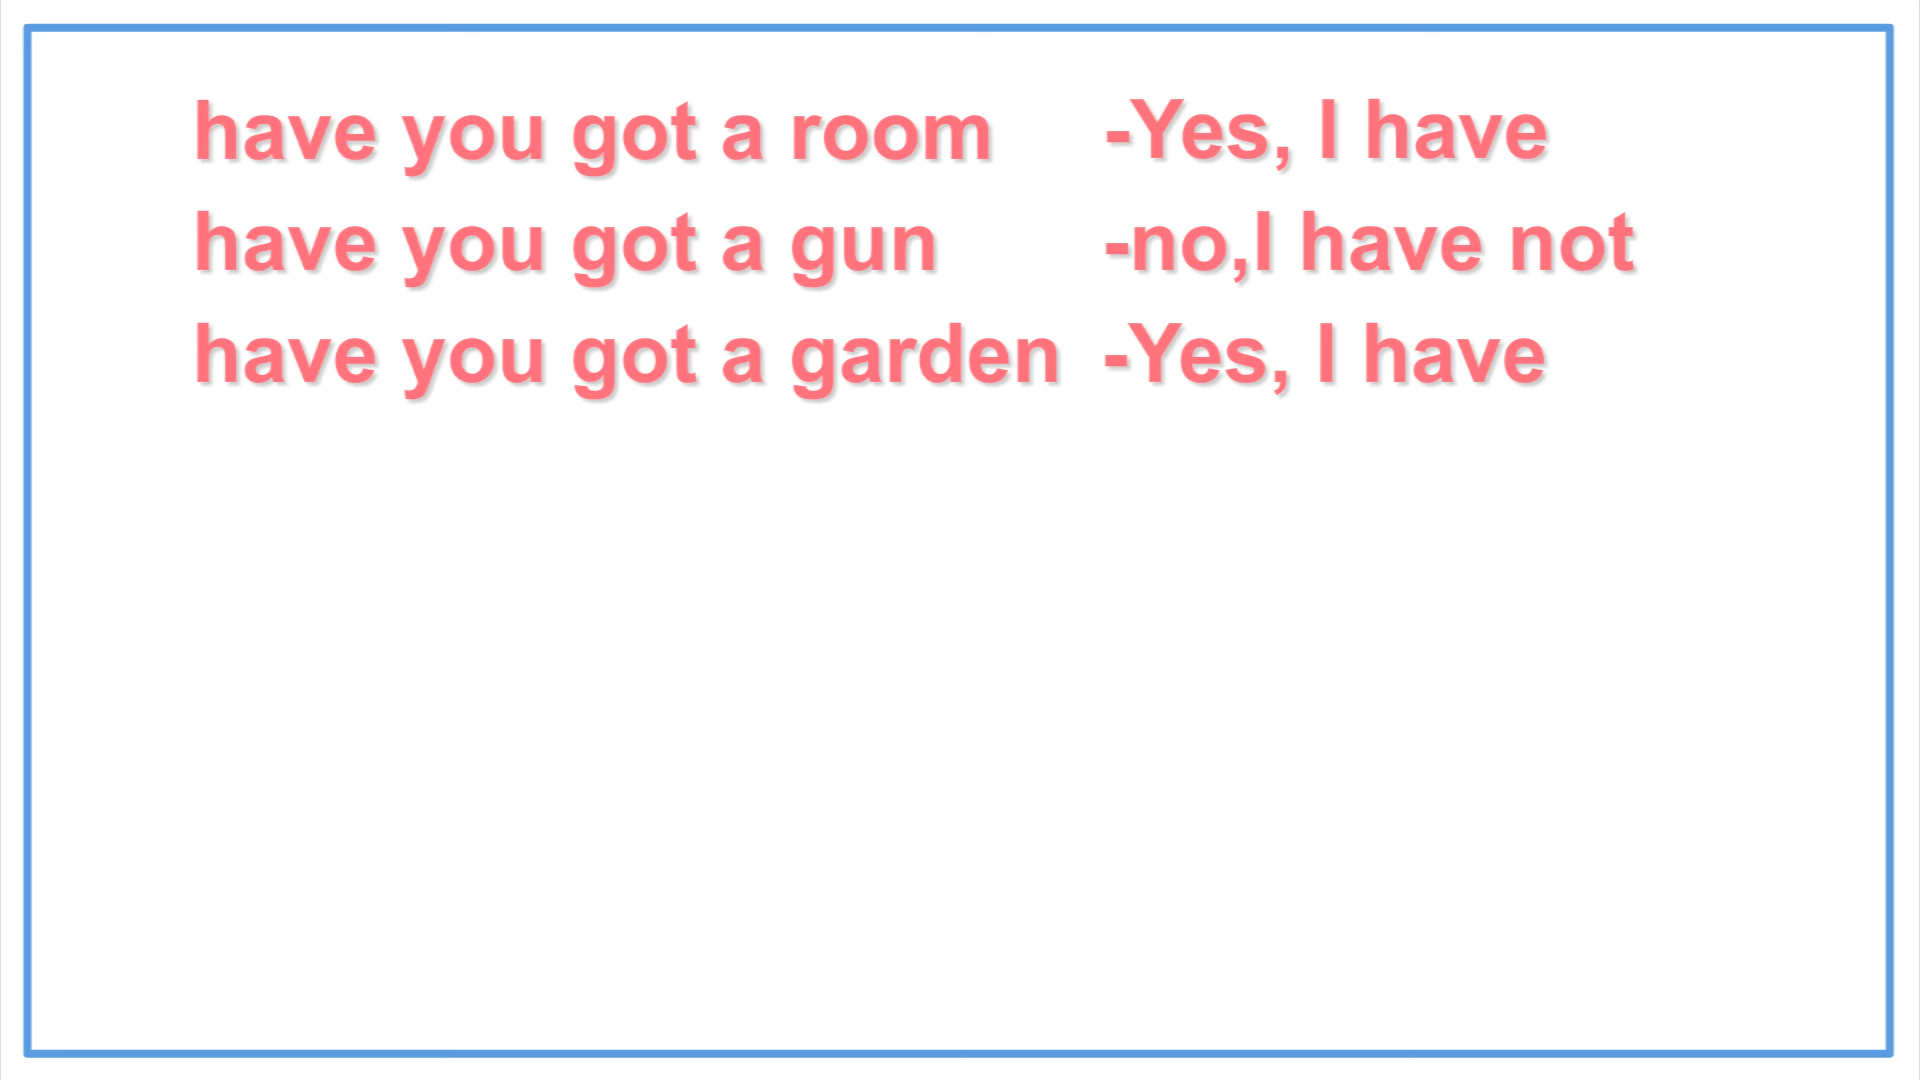 have you got a room -Yes, I have
have you got a gun -no,I have not
have you got a garden -Yes, I have